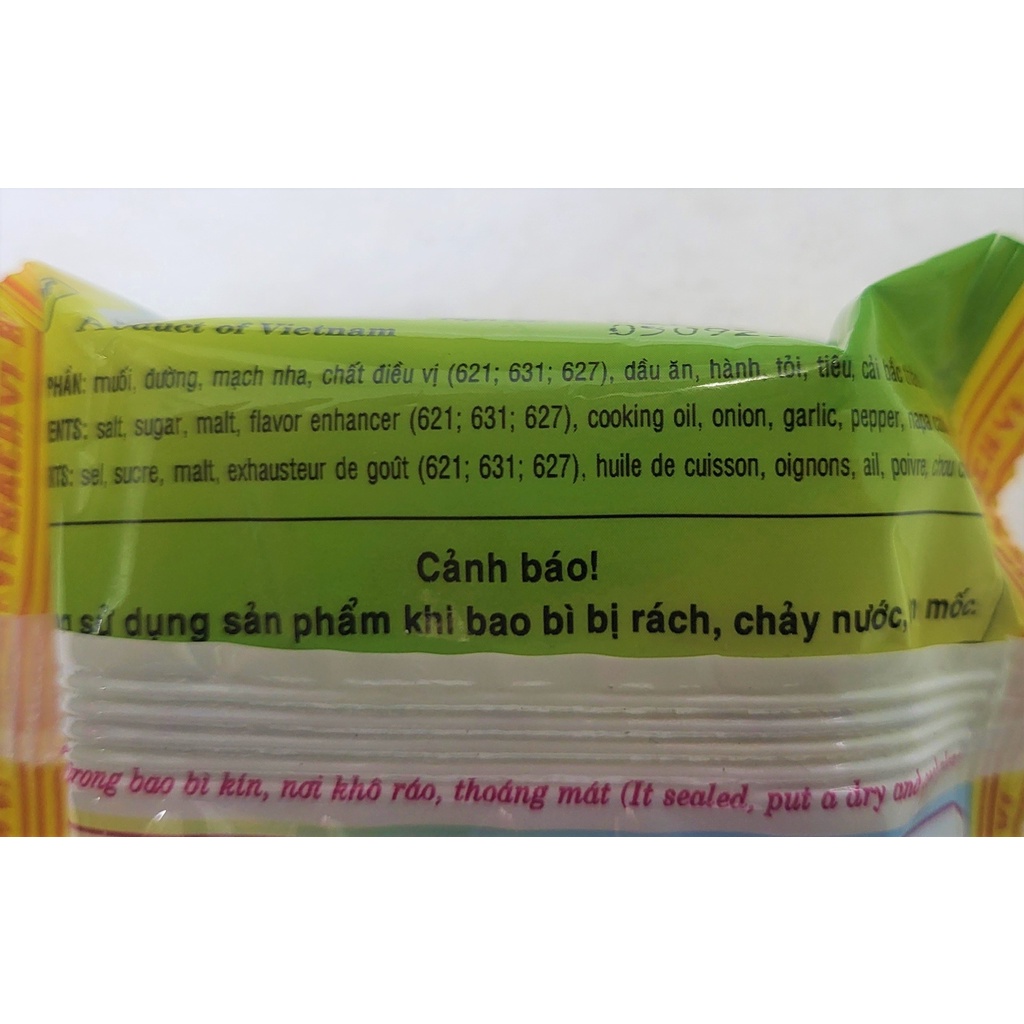 Product of Vietnam
PHẦN: muối, đường, mạch nha, chất điều vị (621; 631; 627), dầu ăn, hành, tỏi, tiêu, cải bắc
ENTS: salt, sugar, malt, flavor enhancer (621; 631; 627), cooking oil, onion, garlic, pepper, napa
NTS: sel, sucre, malt, exhausteur de goût (621; 631; 627), huile de cuisson, oignons, ail, poivre, chou
Cảnh báo!
sử dụng sản phẩm khi bao bì bị rách, chảy nước, mốc.
trong bao bì kín, nơi khô ráo, thoáng mát (It sealed, put a dry and